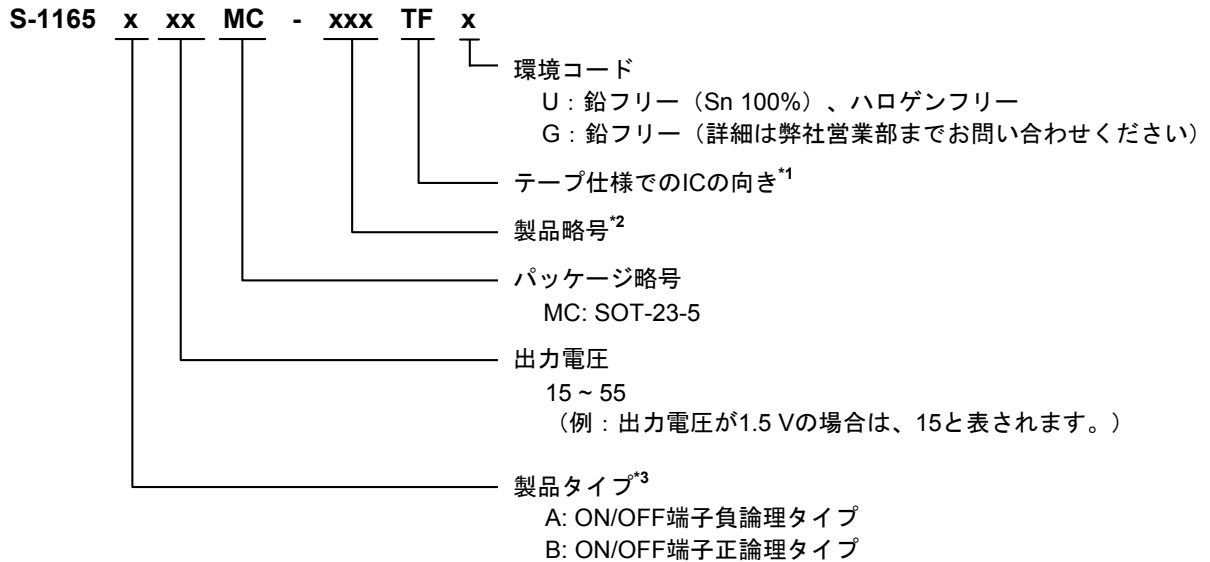 S-1165 x xx MC - xxx TF x
環境コード
U：鉛フリー（Sn 100%）、ハロゲンフリー
G：鉛フリー（詳細は弊社営業部までお問い合わせください）
テープ仕様でのICの向き*1
製品略号*2
パッケージ略号
MC: SOT-23-5
出力電圧
15 ~ 55
（例：出力電圧が1.5 Vの場合は、15と表されます。）
製品タイプ*3
A: ON/OFF端子負論理タイプ
B: ON/OFF端子正論理タイプ